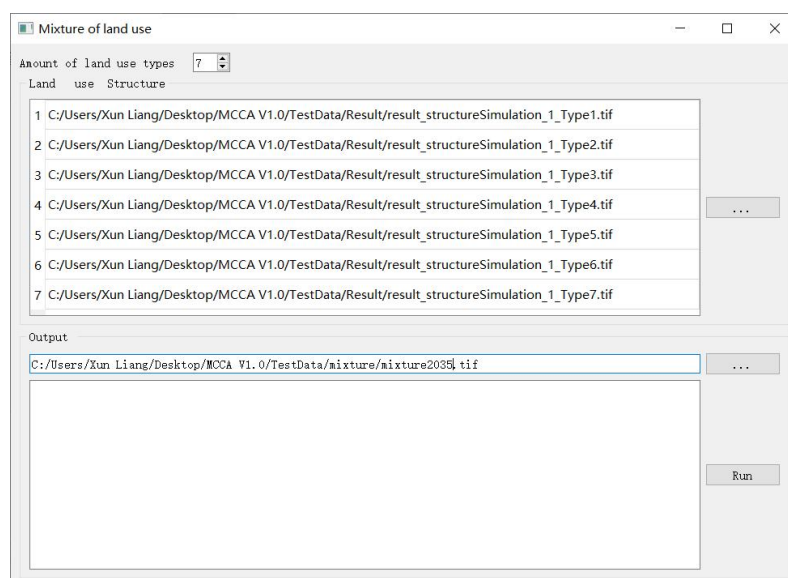 Mixture of land use
Amount of land use types 7
Land use Structure
1 C:/Users/Xun Liang/Desktop/MCCA V1.0/TestData/Result/result_structureSimulation_1_Type1.tif
2 C:/Users/Xun Liang/Desktop/MCCA V1.0/TestData/Result/result_structureSimulation_1_Type2.tif
3 C:/Users/Xun Liang/Desktop/MCCA V1.0/TestData/Result/result_structureSimulation_1_Type3.tif
4 C:/Users/Xun Liang/Desktop/MCCA V1.0/TestData/Result/result_structureSimulation_1_Type4.tif
...
5 C:/Users/Xun Liang/Desktop/MCCA V1.0/TestData/Result/result_structureSimulation_1_Type5.tif
6 C:/Users/Xun Liang/Desktop/MCCA V1.0/TestData/Result/result_structureSimulation_1_Type6.tif
7 C:/Users/Xun Liang/Desktop/MCCA V1.0/TestData/Result/result_structureSimulation_1_Type7.tif
Output
C:/Users/Xun Liang/Desktop/MCCA V1.0/TestData/mixture/mixture2035.tif
...
Run